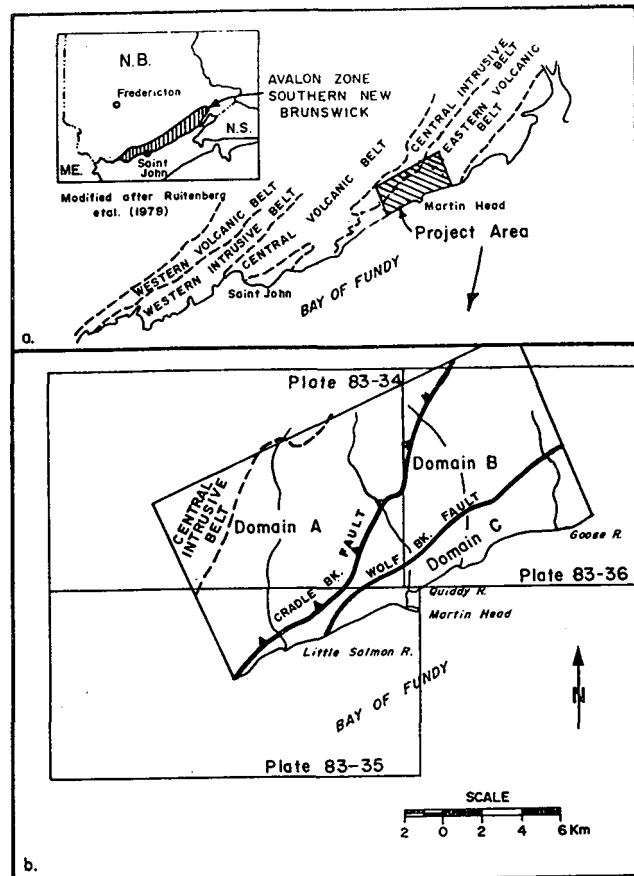 N.B.
Fredericton
AVALON ZONE
SOUTHERN NEW
BRUNSWICK
N.S.
ME.
Saint John
Modified after Ruitenberg
etal. (1979)
CENTRAL INTRUSIVE
BELT
EASTERN VOLCANIC
BELT
WESTERN VOLCANIC BELT
WESTERN INTRUSIVE BELT
CENTRAL VOLCANIC BELT
Martin Head
Project Area
Saint John
BAY OF FUNDY
a.
Plate 83-34
Domain B
CENTRAL
INTRUSIVE
BELT
Domain A
CRADLE BK. FAULT
WOLF BK. FAULT
Domain C
Goose R.
Plate 83-36
Quiddy R.
Martin Head
Little Salmon R.
BAY OF FUNDY
N
Plate 83-35
SCALE
2 0 2 4 6 Km
b.